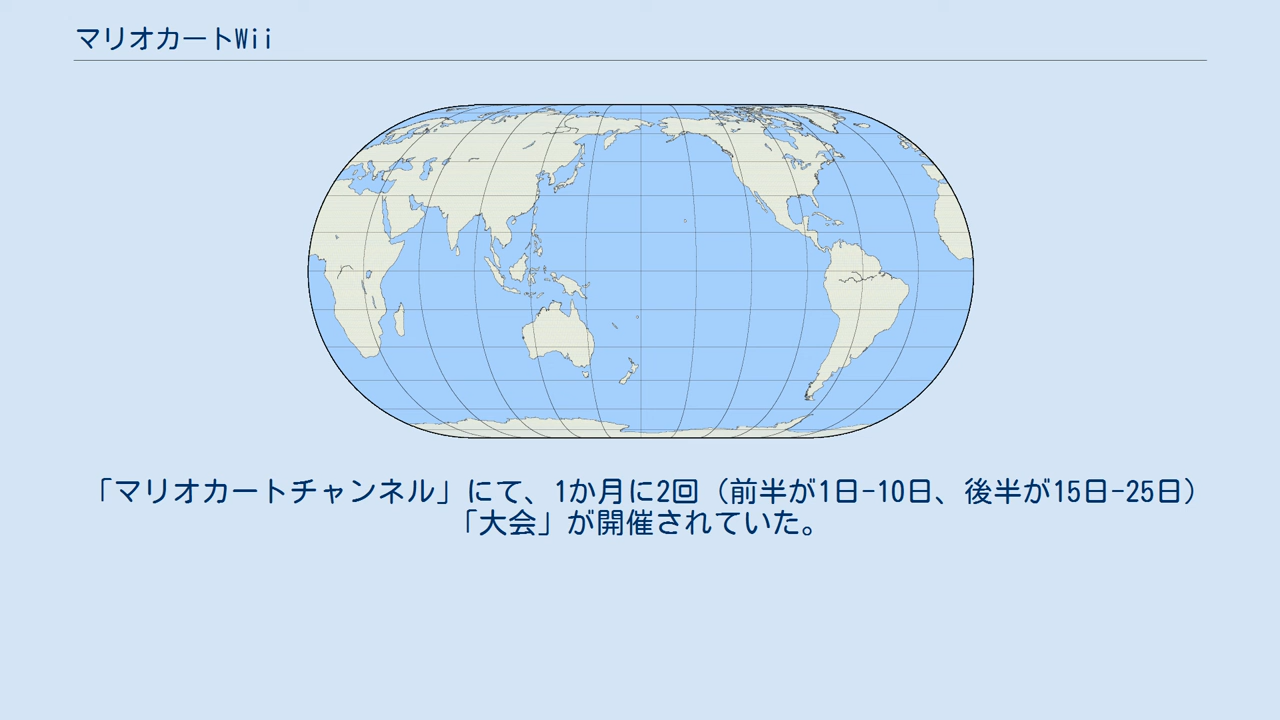 マリオカートWii
「マリオカートチャンネル」にて、1か月に2回（前半が1日-10日、後半が15日-25日）
「大会」が開催されていた。